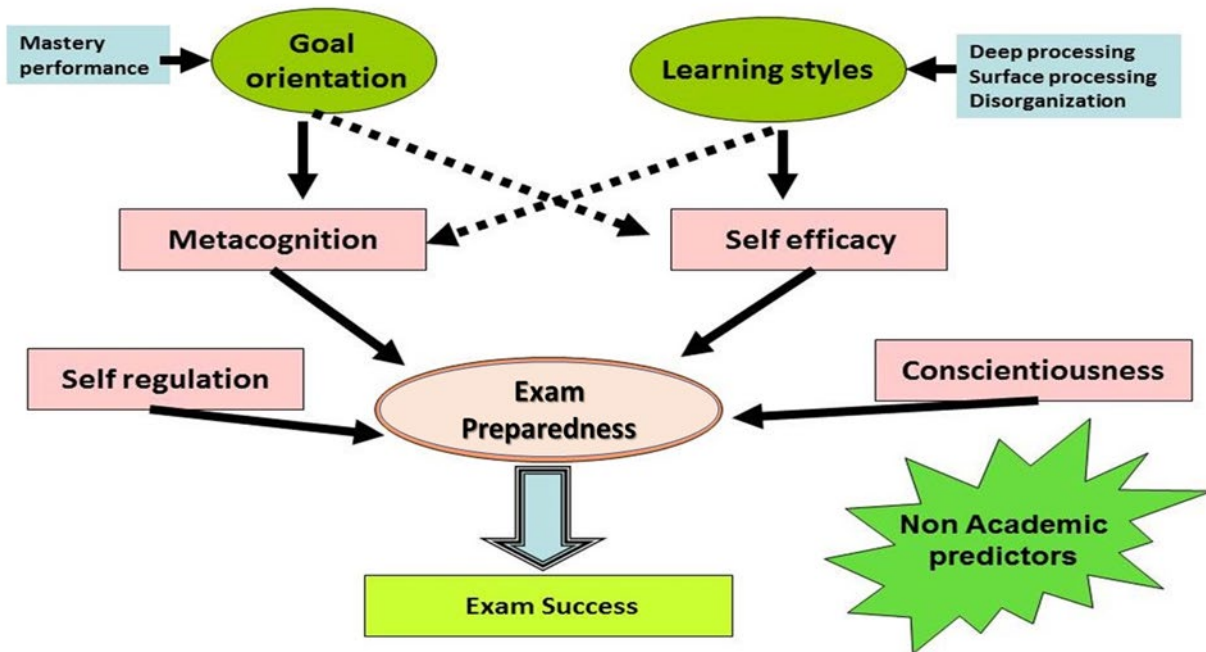 Mastery
performance
Goal
orientation
Learning styles
Deep processing
Surface processing
Disorganization
Metacognition
Self efficacy
Self regulation
Exam
Preparedness
Conscientiousness
Non Academic
predictors
Exam Success